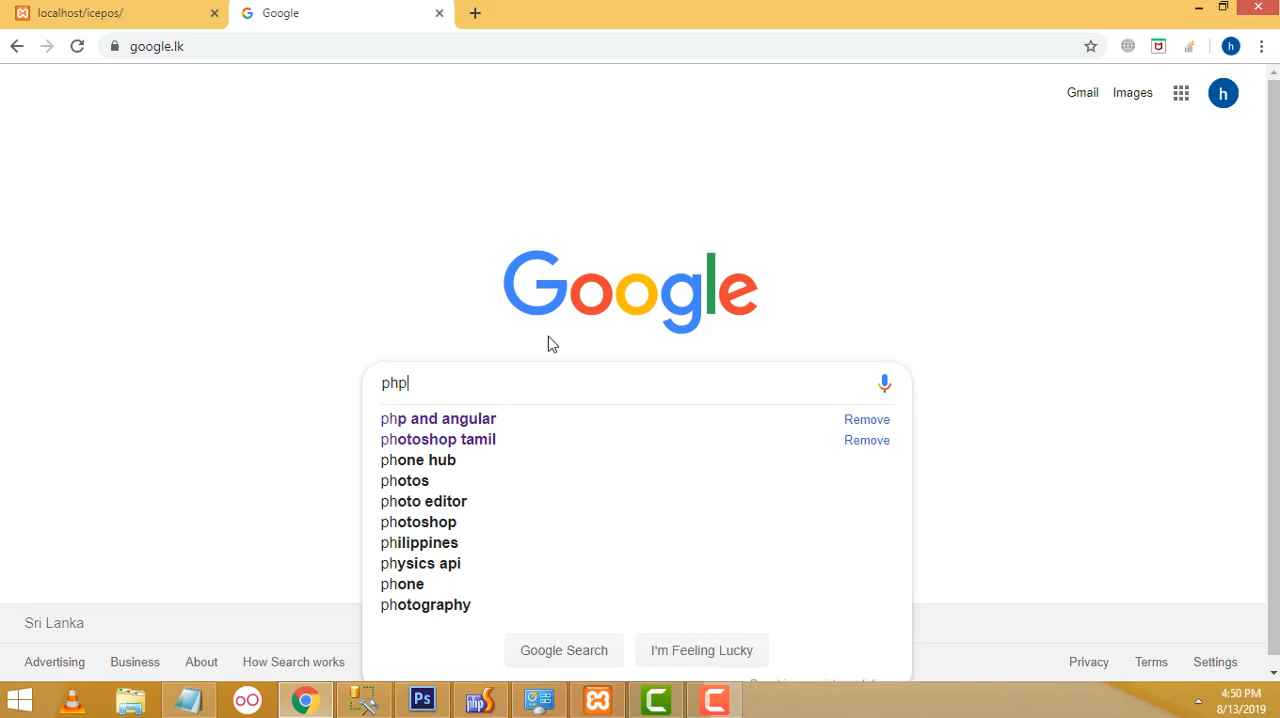 localhost/icepos/
Google
google.lk
h
Gmail
Images
h
Google
php
php and angular
Remove
photoshop tamil
Remove
phone hub
photos
photo editor
photoshop
philippines
physics api
phone
photography
Google Search
I'm Feeling Lucky
Sri Lanka
Advertising
Business
About
How Search works
Privacy
Terms
Settings
Ps
php
4:50 PM
8/13/2019